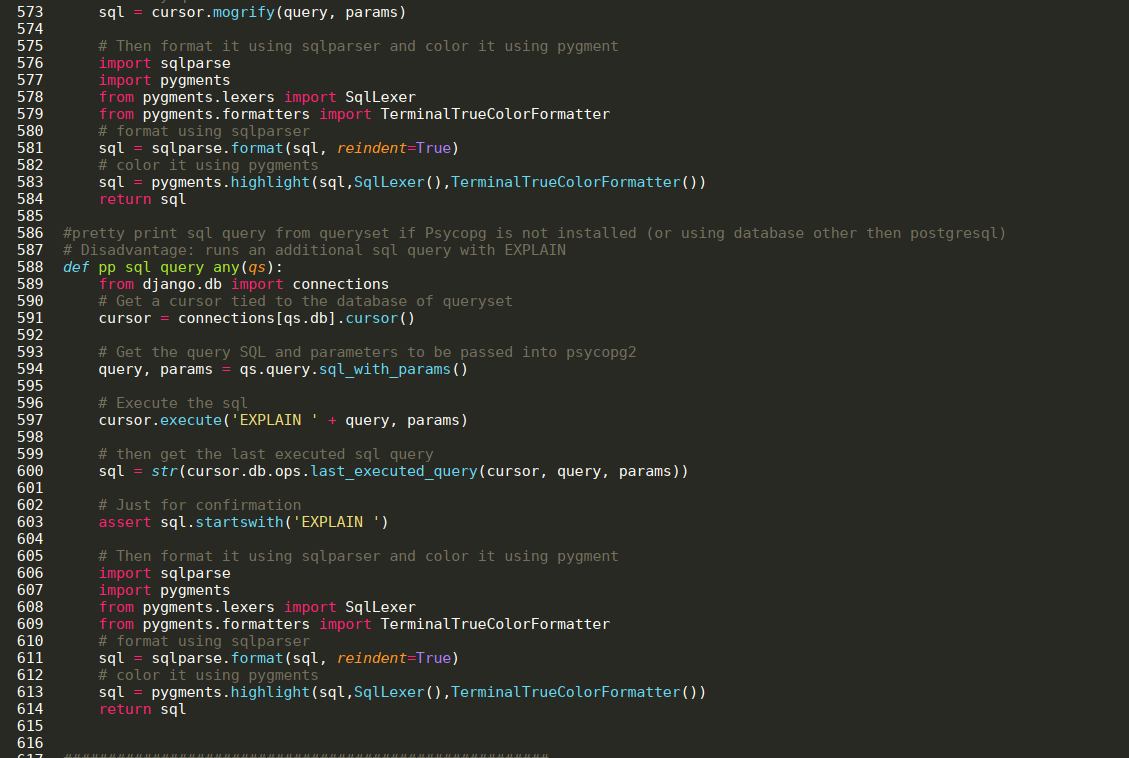 573 sql = cursor.mogrify(query, params)
574
575 # Then format it using sqlparser and color it using pygment
576 import sqlparse
577 import pygments
578 from pygments.lexers import SqlLexer
579 from pygments.formatters import TerminalTrueColorFormatter
580 # format using sqlparser
581 sql = sqlparse.format(sql, reindent=True)
582 # color it using pygments
583 sql = pygments.highlight(sql,SqlLexer(),TerminalTrueColorFormatter())
584 return sql
585
586 #pretty print sql query from queryset if Psycopg is not installed (or using database other then postgresql)
587 # Disadvantage: runs an additional sql query with EXPLAIN
588 def pp sql query any(qs):
589 from django.db import connections
590 # Get a cursor tied to the database of queryset
591 cursor = connections[qs.db].cursor()
592
593 # Get the query SQL and parameters to be passed into psycopg2
594 query, params = qs.query.sql_with_params()
595
596 # Execute the sql
597 cursor.execute('EXPLAIN ' + query, params)
598
599 # then get the last executed sql query
600 sql = str(cursor.db.ops.last_executed_query(cursor, query, params))
601
602 # Just for confirmation
603 assert sql.startswith('EXPLAIN ')
604
605 # Then format it using sqlparser and color it using pygment
606 import sqlparse
607 import pygments
608 from pygments.lexers import SqlLexer
609 from pygments.formatters import TerminalTrueColorFormatter
610 # format using sqlparser
611 sql = sqlparse.format(sql, reindent=True)
612 # color it using pygments
613 sql = pygments.highlight(sql,SqlLexer(),TerminalTrueColorFormatter())
614 return sql
615
616
617